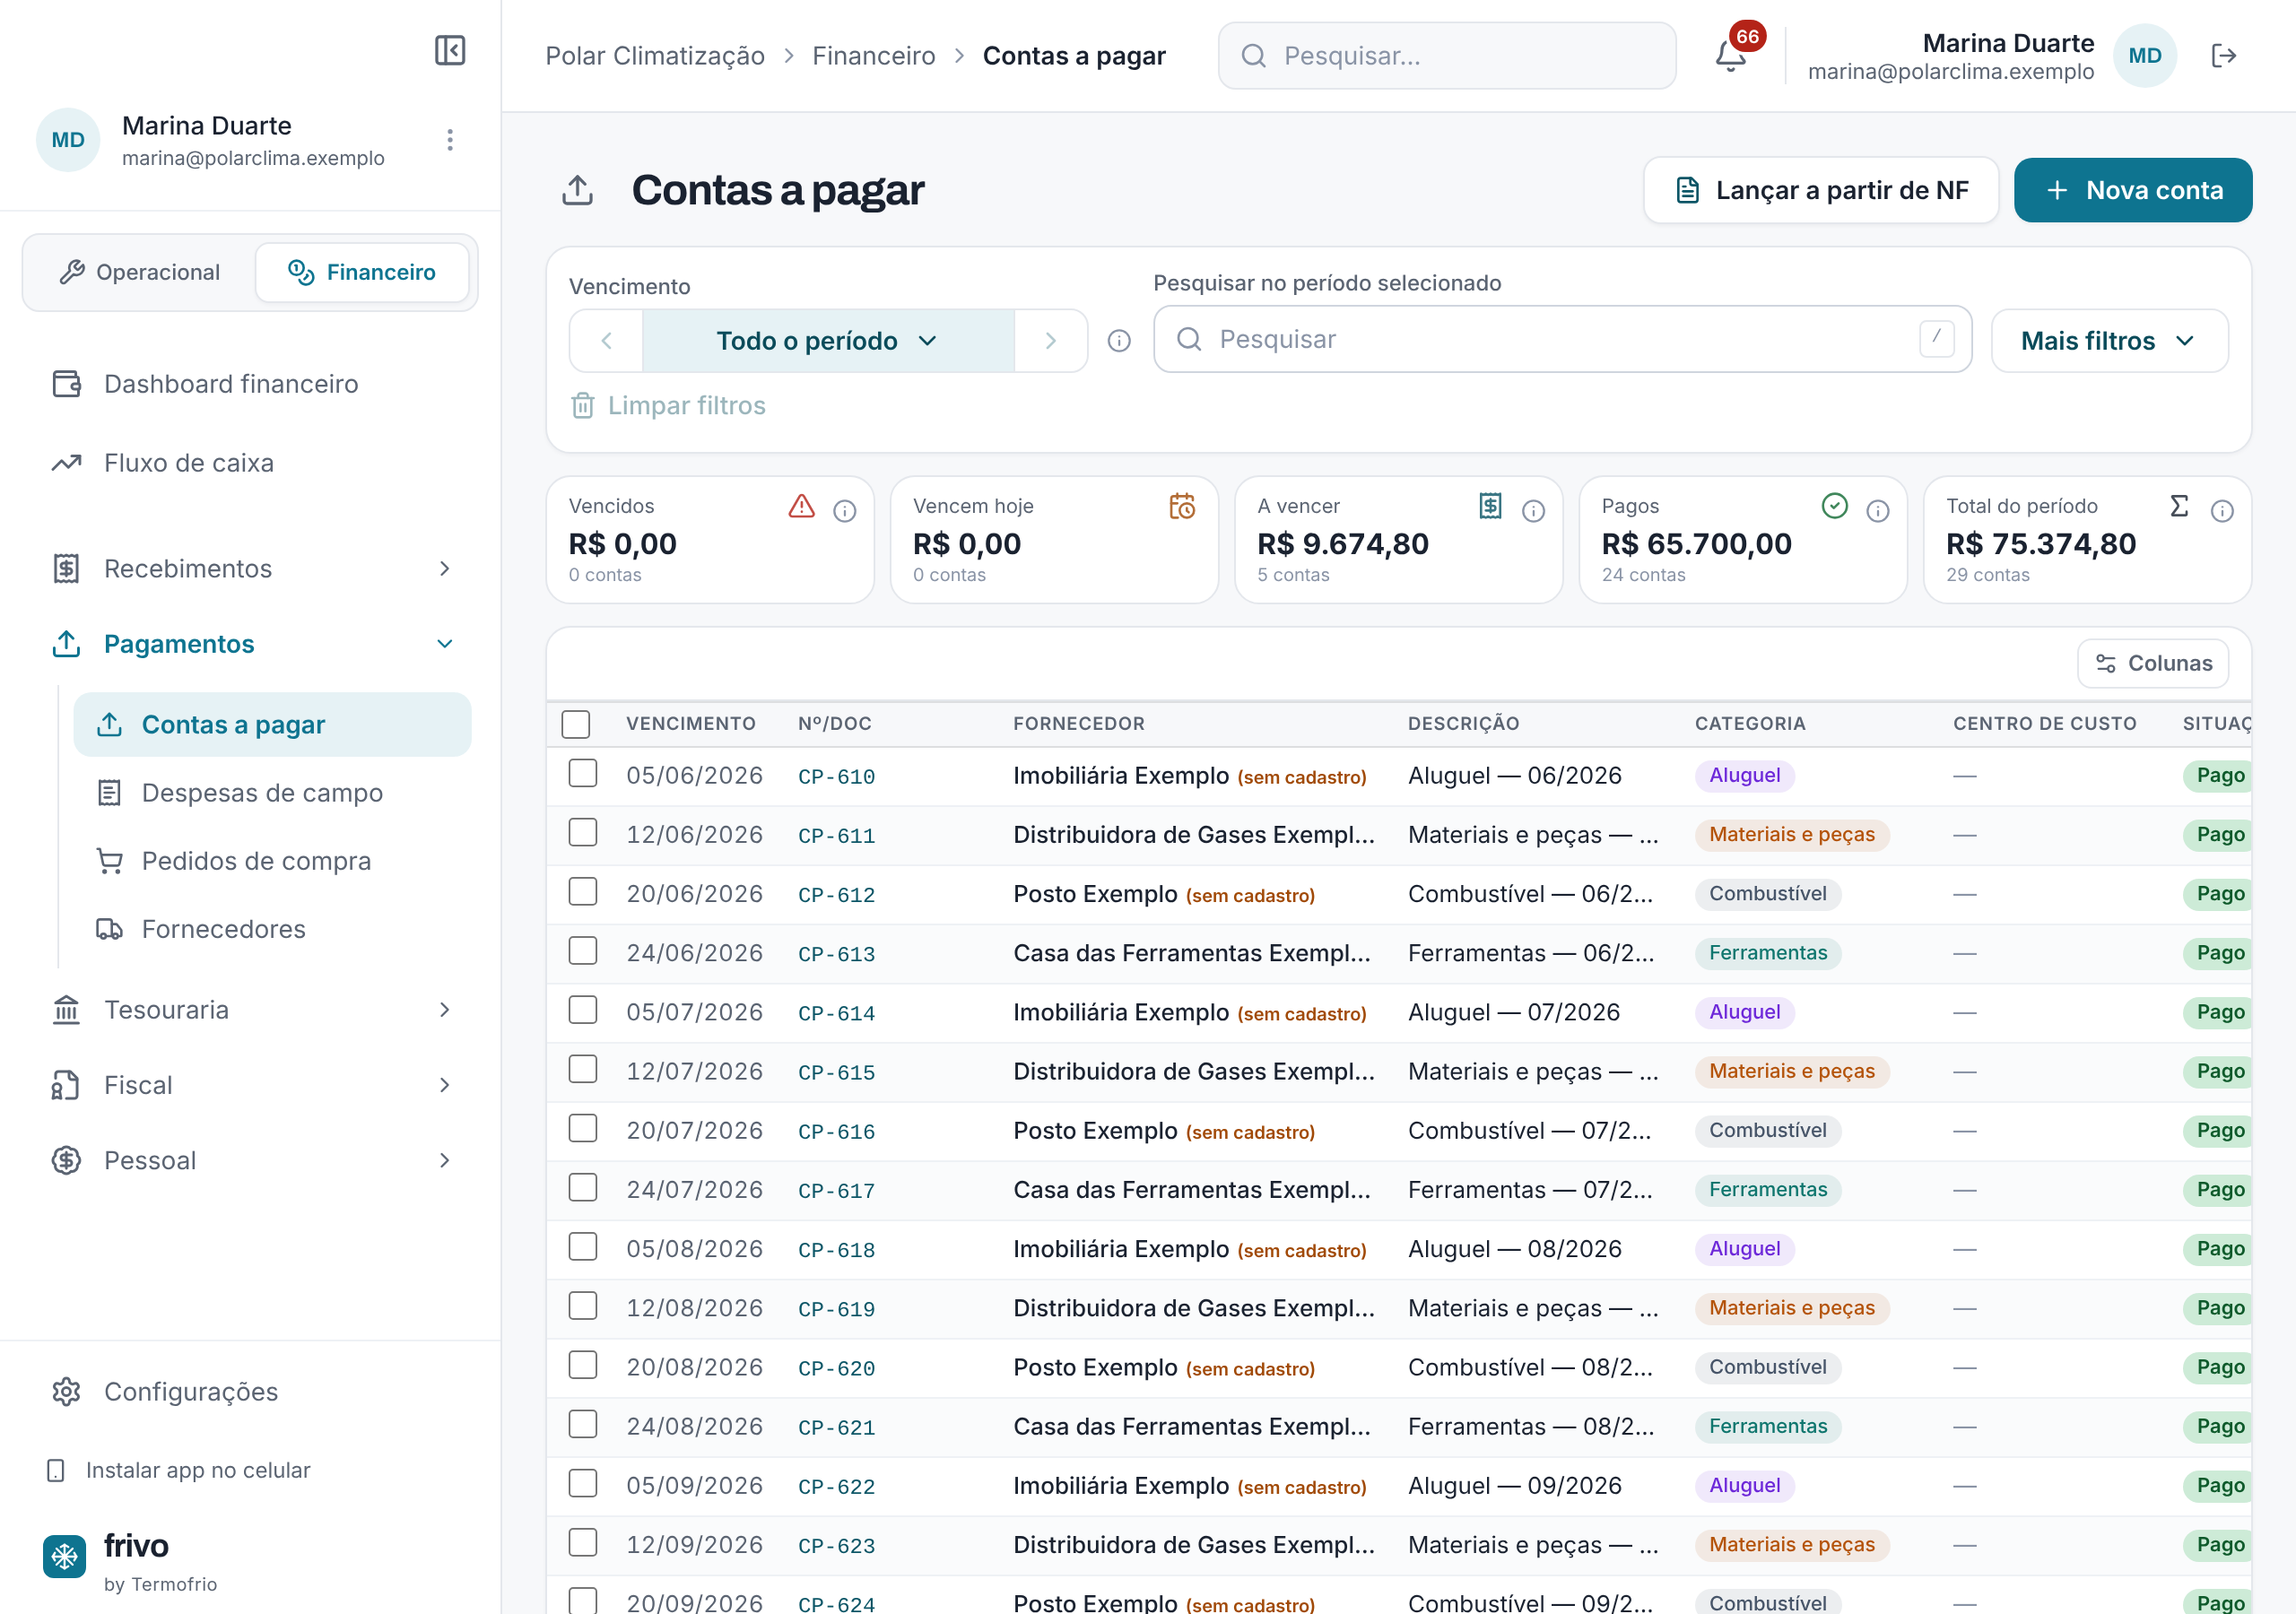 Marina Duarte
marina@polarclima.exemplo
MD
Operacional
Financeiro
Dashboard financeiro
Fluxo de caixa
Recebimentos
Pagamentos
Contas a pagar
Despesas de campo
Pedidos de compra
Fornecedores
Tesouraria
Fiscal
Pessoal
Configurações
Instalar app no celular
frivo
by Termofrio
Polar Climatização > Financeiro > Contas a pagar
Pesquisar...
66
Marina Duarte
marina@polarclima.exemplo
MD
Contas a pagar
Lançar a partir de NF
+ Nova conta
Vencimento
Todo o período
Pesquisar no período selecionado
Pesquisar
/
Mais filtros
Limpar filtros
Vencidos
R$ 0,00
0 contas
Vencem hoje
R$ 0,00
0 contas
A vencer
R$ 9.674,80
5 contas
Pagos
R$ 65.700,00
24 contas
Total do período
Σ
R$ 75.374,80
29 contas
Colunas
VENCIMENTO Nº/DOC FORNECEDOR DESCRIÇÃO CATEGORIA CENTRO DE CUSTO SITUAÇ
05/06/2026 CP-610 Imobiliária Exemplo (sem cadastro) Aluguel — 06/2026 Aluguel — Pago
12/06/2026 CP-611 Distribuidora de Gases Exempl... Materiais e peças — ... Materiais e peças — Pago
20/06/2026 CP-612 Posto Exemplo (sem cadastro) Combustível — 06/2... Combustível — Pago
24/06/2026 CP-613 Casa das Ferramentas Exempl... Ferramentas — 06/2... Ferramentas — Pago
05/07/2026 CP-614 Imobiliária Exemplo (sem cadastro) Aluguel — 07/2026 Aluguel — Pago
12/07/2026 CP-615 Distribuidora de Gases Exempl... Materiais e peças — ... Materiais e peças — Pago
20/07/2026 CP-616 Posto Exemplo (sem cadastro) Combustível — 07/2... Combustível — Pago
24/07/2026 CP-617 Casa das Ferramentas Exempl... Ferramentas — 07/2... Ferramentas — Pago
05/08/2026 CP-618 Imobiliária Exemplo (sem cadastro) Aluguel — 08/2026 Aluguel — Pago
12/08/2026 CP-619 Distribuidora de Gases Exempl... Materiais e peças — ... Materiais e peças — Pago
20/08/2026 CP-620 Posto Exemplo (sem cadastro) Combustível — 08/2... Combustível — Pago
24/08/2026 CP-621 Casa das Ferramentas Exempl... Ferramentas — 08/2... Ferramentas — Pago
05/09/2026 CP-622 Imobiliária Exemplo (sem cadastro) Aluguel — 09/2026 Aluguel — Pago
12/09/2026 CP-623 Distribuidora de Gases Exempl... Materiais e peças — ... Materiais e peças — Pago
20/09/2026 CP-624 Posto Exemplo (sem cadastro) Combustível — 09/2... Combustível — Pago